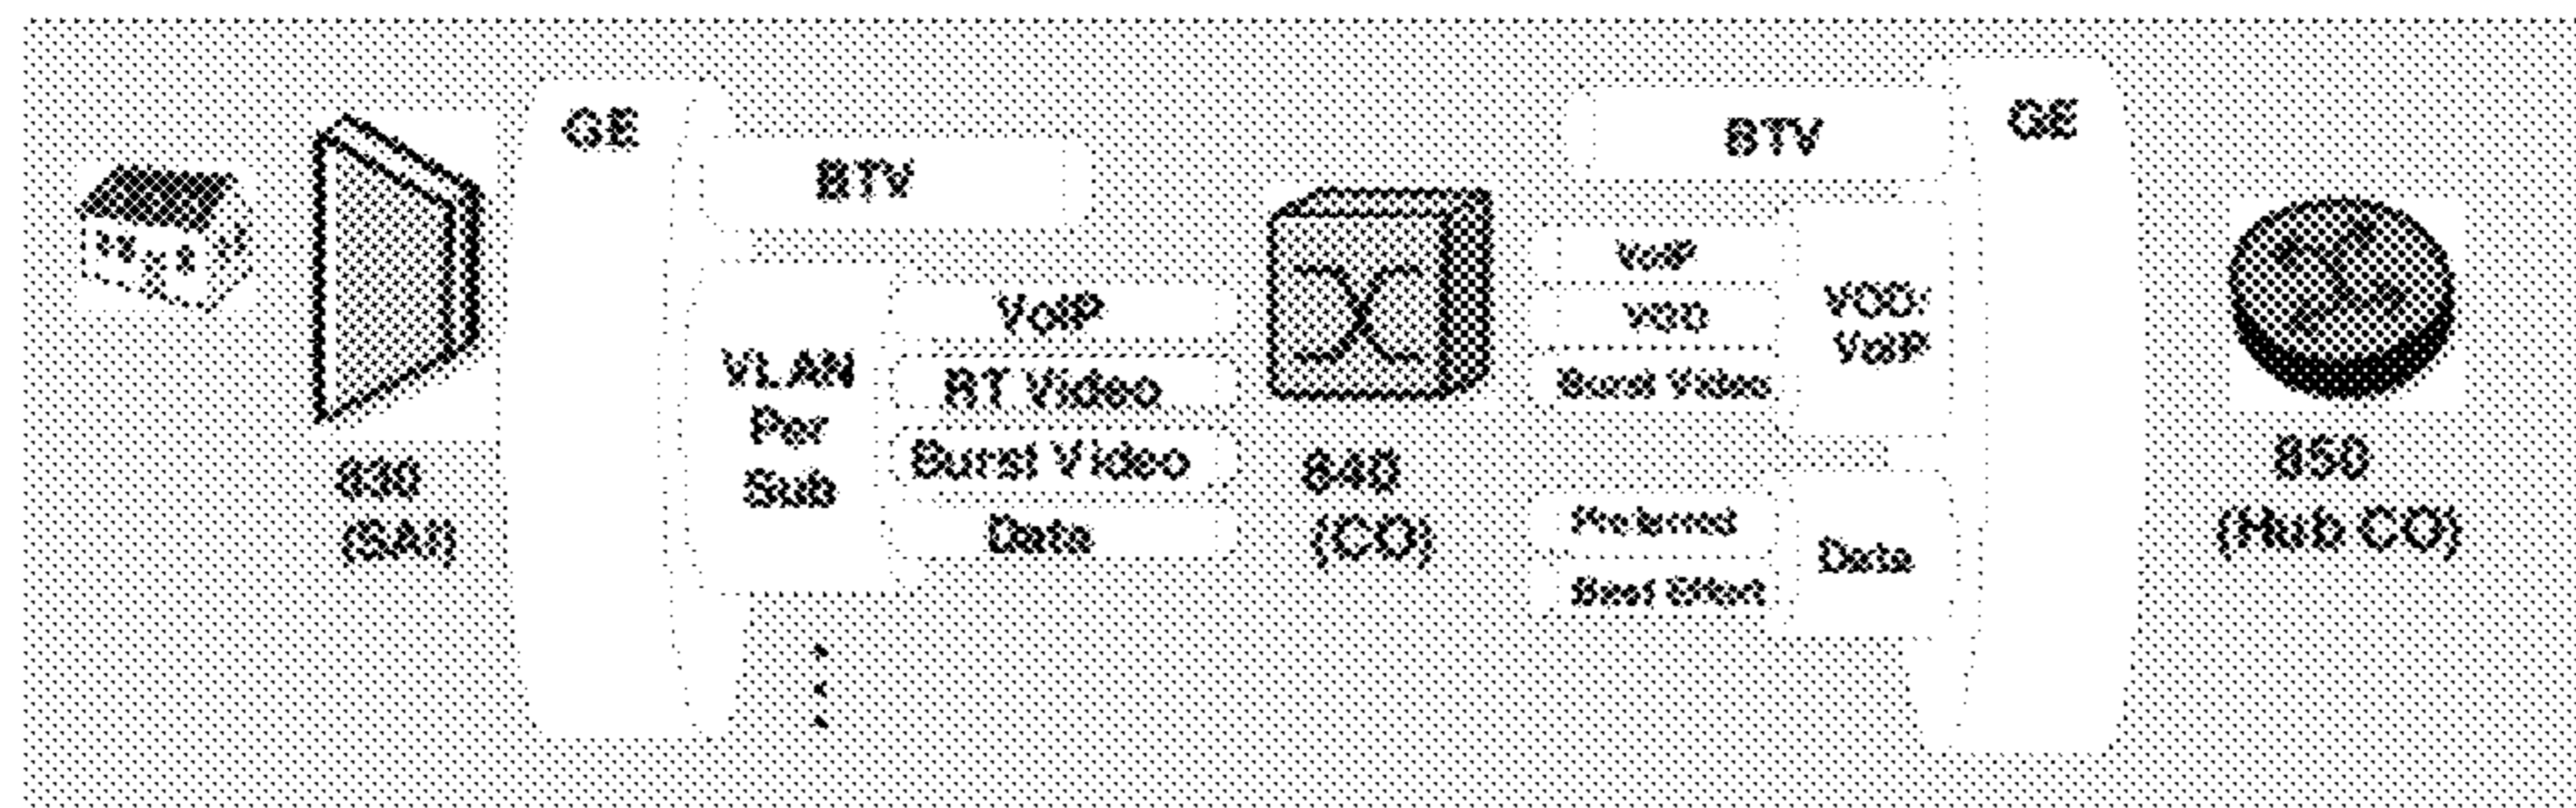 GE
BTV
VLAN
Per
Sub
VoIP
RT Video
Burst Video
Data
830
(SAI)
840
(CO)
BTV
VoIP
VOD
Burst Video
VOD/
VoIP
Preferred
Best Effort
Data
GE
850
(Hub CO)